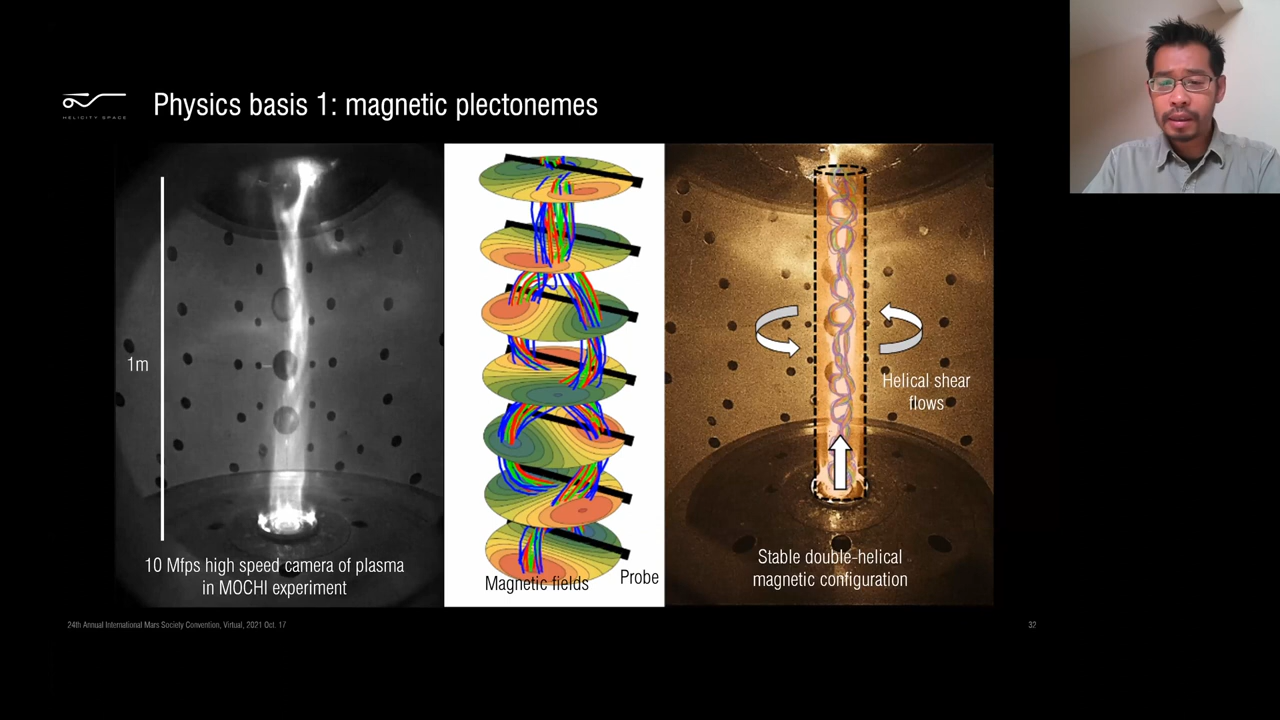 HELICITY SPACE
Physics basis 1: magnetic plectonemes
1m
10 Mfps high speed camera of plasma
in MOCHI experiment
Magnetic fields
Probe
Helical shear
flows
Stable double-helical
magnetic configuration
24th Annual International Mars Society Convention, Virtual, 2021 Oct. 17
32